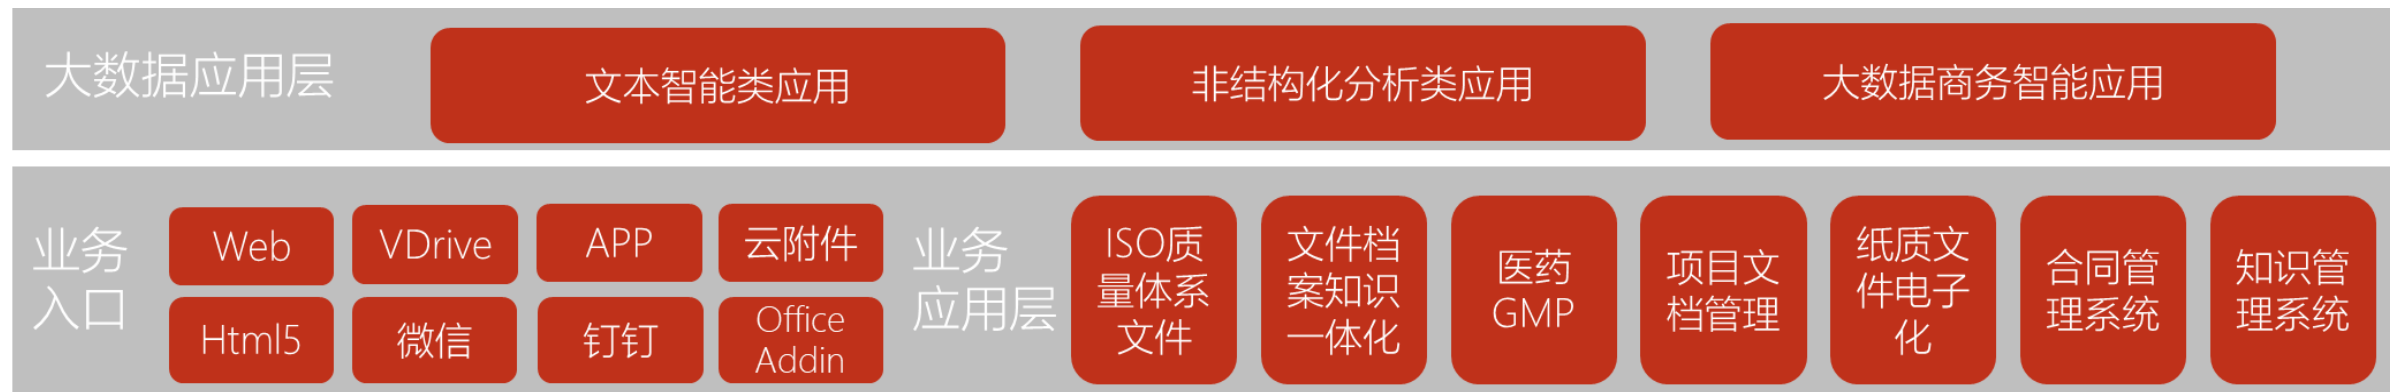 大数据应用层
文本智能类应用
非结构化分析类应用
大数据商务智能应用
业务
入口
Web
VDrive
APP
云附件
Html5
微信
钉钉
Office
Addin
业务
应用层
ISO质
量体系
文件
文件档
案知识
一体化
医药
GMP
项目文
档管理
纸质文
件电子
化
合同管
理系统
知识管
理系统